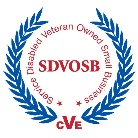 Service Disabled Veteran Owned Small Business
SDVOSB
CVE